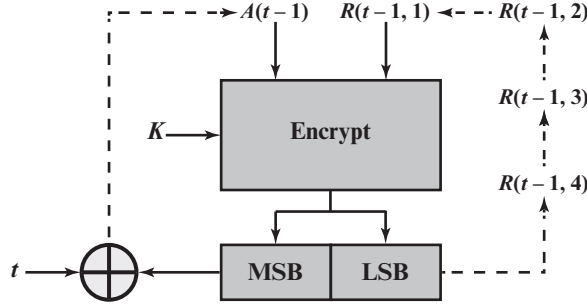 A(t – 1) R(t – 1, 1) R(t – 1, 2)
R(t – 1, 3)
K Encrypt
R(t – 1, 4)
t MSB LSB